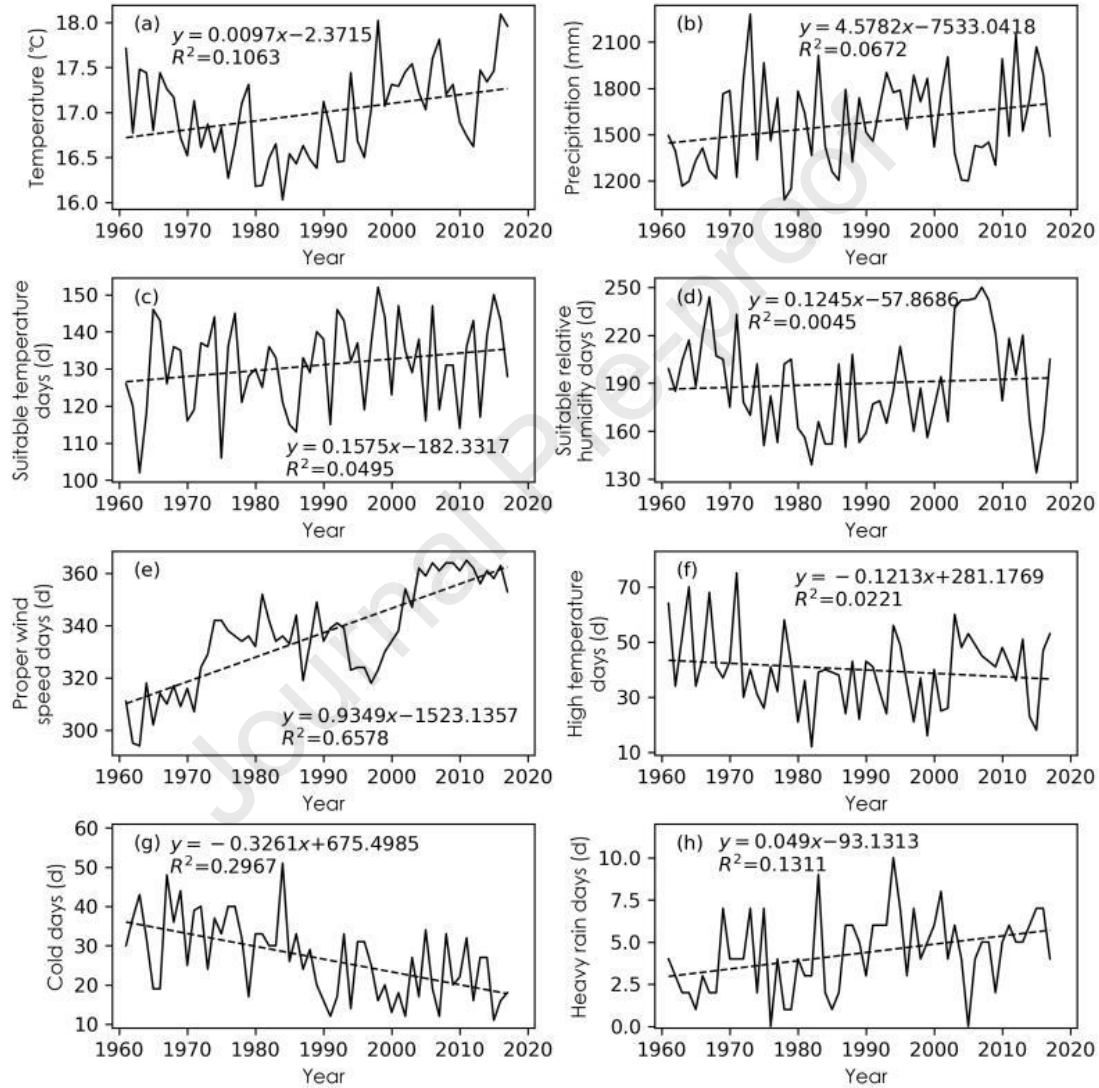 (a)
y = 0.0097x−2.3715
R²=0.1063
Temperature (℃)
18.0
17.5
17.0
16.5
16.0
1960 1970 1980 1990 2000 2010 2020
Year
(b)
y = 4.5782x−7533.0418
R²=0.0672
Precipitation (mm)
2100
1800
1500
1200
1960 1970 1980 1990 2000 2010 2020
Year
(c)
Suitable temperature
days (d)
150
140
130
120
110
100
y = 0.1575x−182.3317
R²=0.0495
1960 1970 1980 1990 2000 2010 2020
Year
(d)
y = 0.1245x−57.8686
R²=0.0045
Suitable relative
humidity days (d)
250
220
190
160
130
1960 1970 1980 1990 2000 2010 2020
Year
(e)
Proper wind
speed days (d)
360
340
320
300
y = 0.9349x−1523.1357
R²=0.6578
1960 1970 1980 1990 2000 2010 2020
Year
(f)
y = −0.1213x+281.1769
R²=0.0221
High temperature
days (d)
70
50
30
10
1960 1970 1980 1990 2000 2010 2020
Year
(g) y = −0.3261x+675.4985
R²=0.2967
Cold days (d)
60
50
40
30
20
10
1960 1970 1980 1990 2000 2010 2020
Year
(h) y = 0.049x−93.1313
R²=0.1311
Heavy rain days (d)
10.0
7.5
5.0
2.5
0.0
1960 1970 1980 1990 2000 2010 2020
Year
Journal Pre-proof